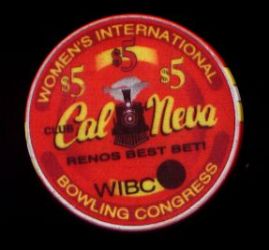 WOMEN'S INTERNATIONAL
$5 $5 $5
CLUB Cal Neva
RENOS BEST BET!
WIBC
BOWLING CONGRESS